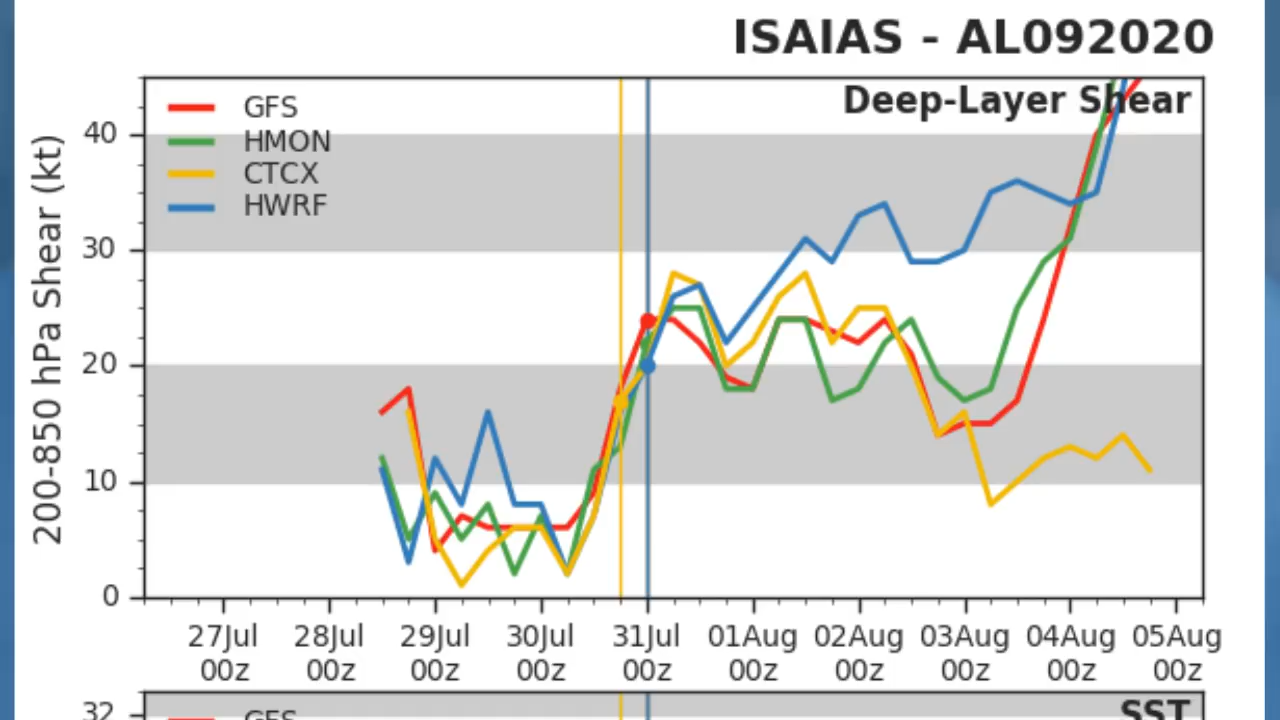 ISAIAS - AL092020
Deep-Layer Shear
GFS
HMON
CTCX
HWRF
200-850 hPa Shear (kt)
40
30
20
10
0
27Jul 28Jul 29Jul 30Jul 31Jul 01Aug 02Aug 03Aug 04Aug 05Aug
00z 00z 00z 00z 00z 00z 00z 00z 00z 00z
32
GFS
SST